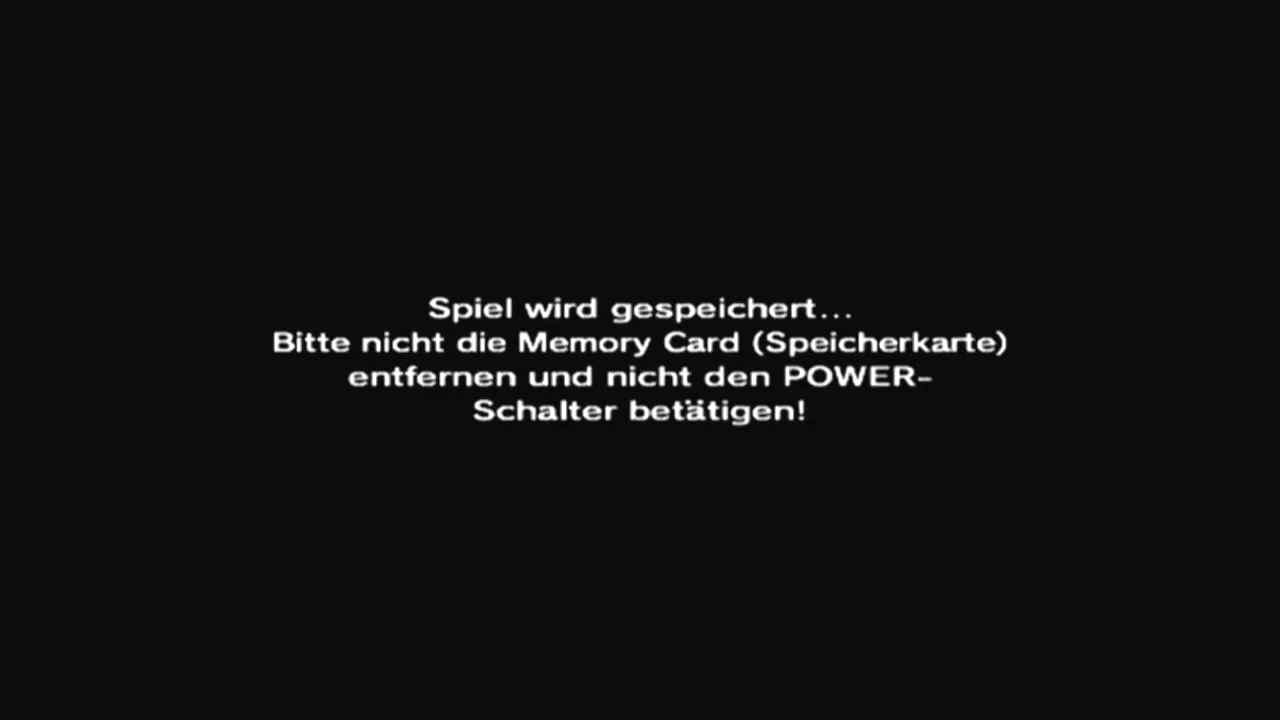 Spiel wird gespeichert...
Bitte nicht die Memory Card (Speicherkarte)
entfernen und nicht den POWER-
Schalter betätigen!